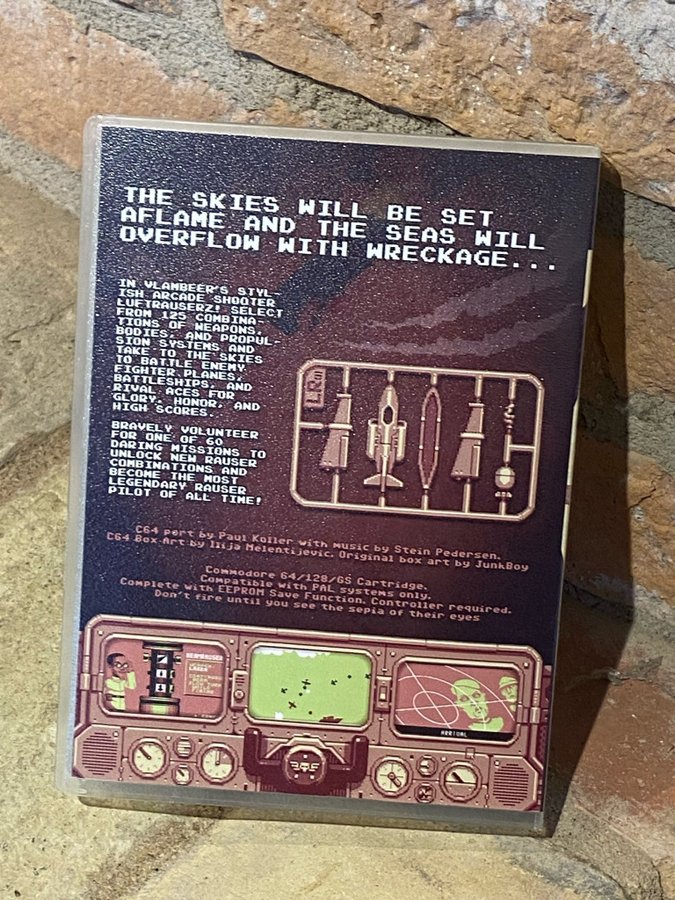 THE SKIES WILL BE SET
AFLAME AND THE SEAS WILL
OVERFLOW WITH WRECKAGE...
IN VLAMBEER'S STYL-
ISH ARCADE SHOOTER
LUFTRAUSERZ! SELECT
FROM 125 COMBINA-
TIONS OF WEAPONS,
BODIES, AND PROPUL-
SION SYSTEMS AND
TAKE TO THE SKIES
TO BATTLE ENEMY
FIGHTER PLANES,
BATTLESHIPS, AND
RIVAL ACES FOR
GLORY, HONOR, AND
HIGH SCORES.
BRAVELY VOLUNTEER
FOR ONE OF 60
DARING MISSIONS TO
UNLOCK NEW RAUSER
COMBINATIONS AND
BECOME THE MOST
LEGENDARY RAUSER
PILOT OF ALL TIME!
LR
C64 port by Paul Koller with music by Stein Pedersen.
C64 Box Art by Ilija Melentijevic. Original box art by JunkBoy
Commodore 64/128/GS Cartridge.
Compatible with PAL systems only.
Complete with EEPROM Save Function. Controller required.
Don't fire until you see the sepia of their eyes
ARRIVAL